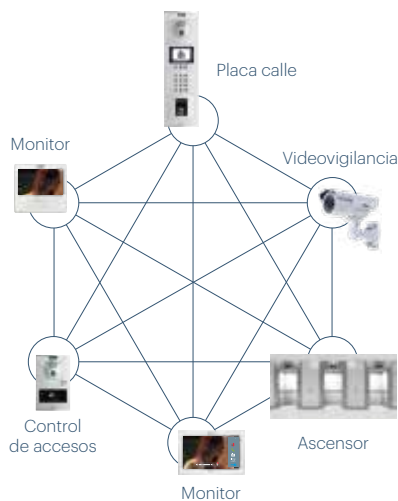 Placa calle
Monitor
Videovigilancia
Control
de accesos
Ascensor
Monitor